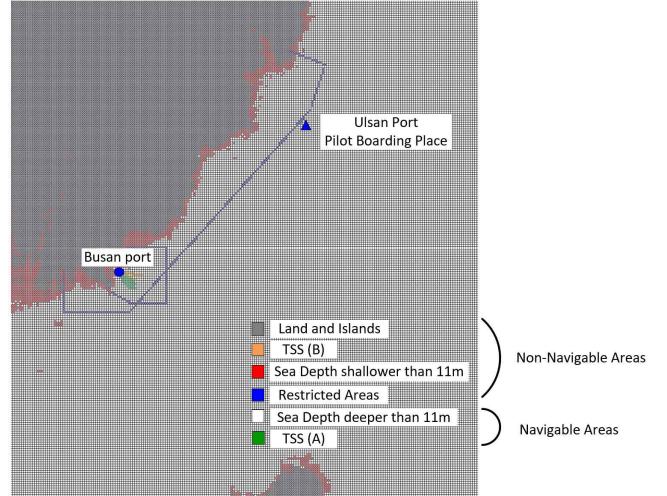 Ulsan Port
Pilot Boarding Place
Busan port
Land and Islands
TSS (B)
Sea Depth shallower than 11m
Restricted Areas
Sea Depth deeper than 11m
TSS (A)
Non-Navigable Areas
Navigable Areas